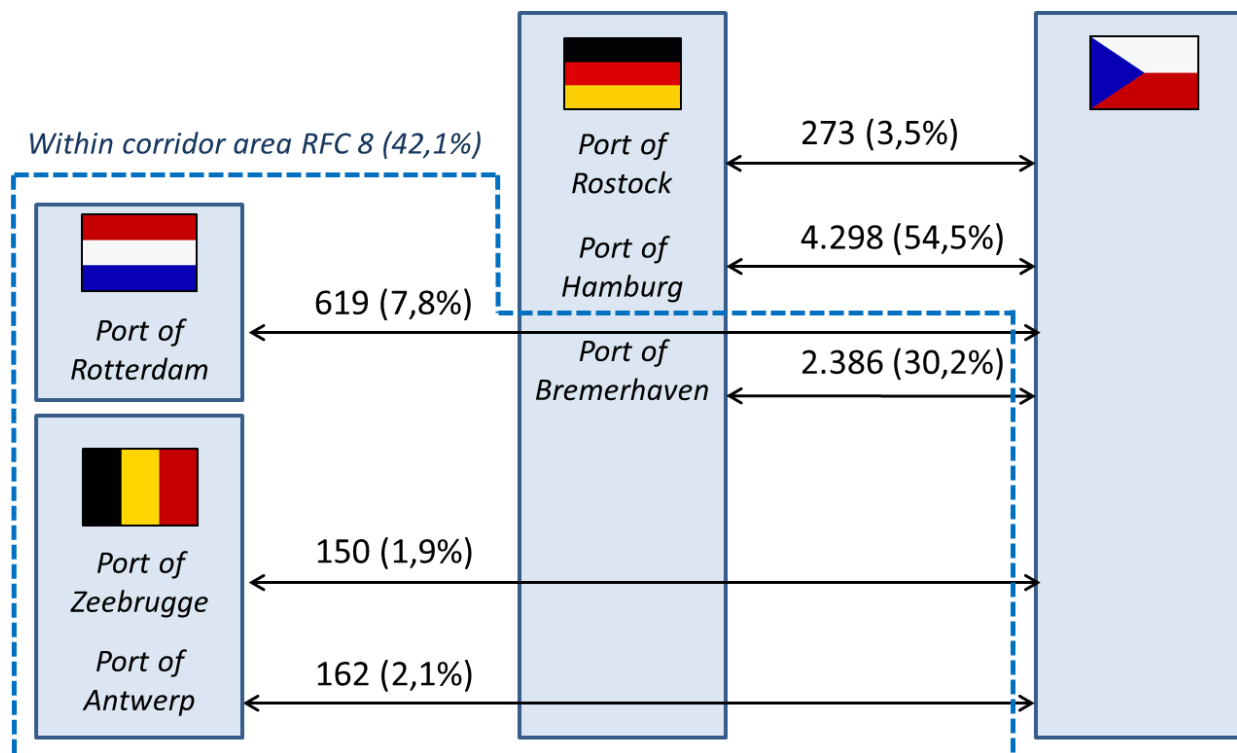 Within corridor area RFC 8 (42,1%)
Port of
Rostock
273 (3,5%)
Port of
Hamburg
4.298 (54,5%)
Port of
Rotterdam
619 (7,8%)
Port of
Bremerhaven
2.386 (30,2%)
Port of
Zeebrugge
150 (1,9%)
Port of
Antwerp
162 (2,1%)